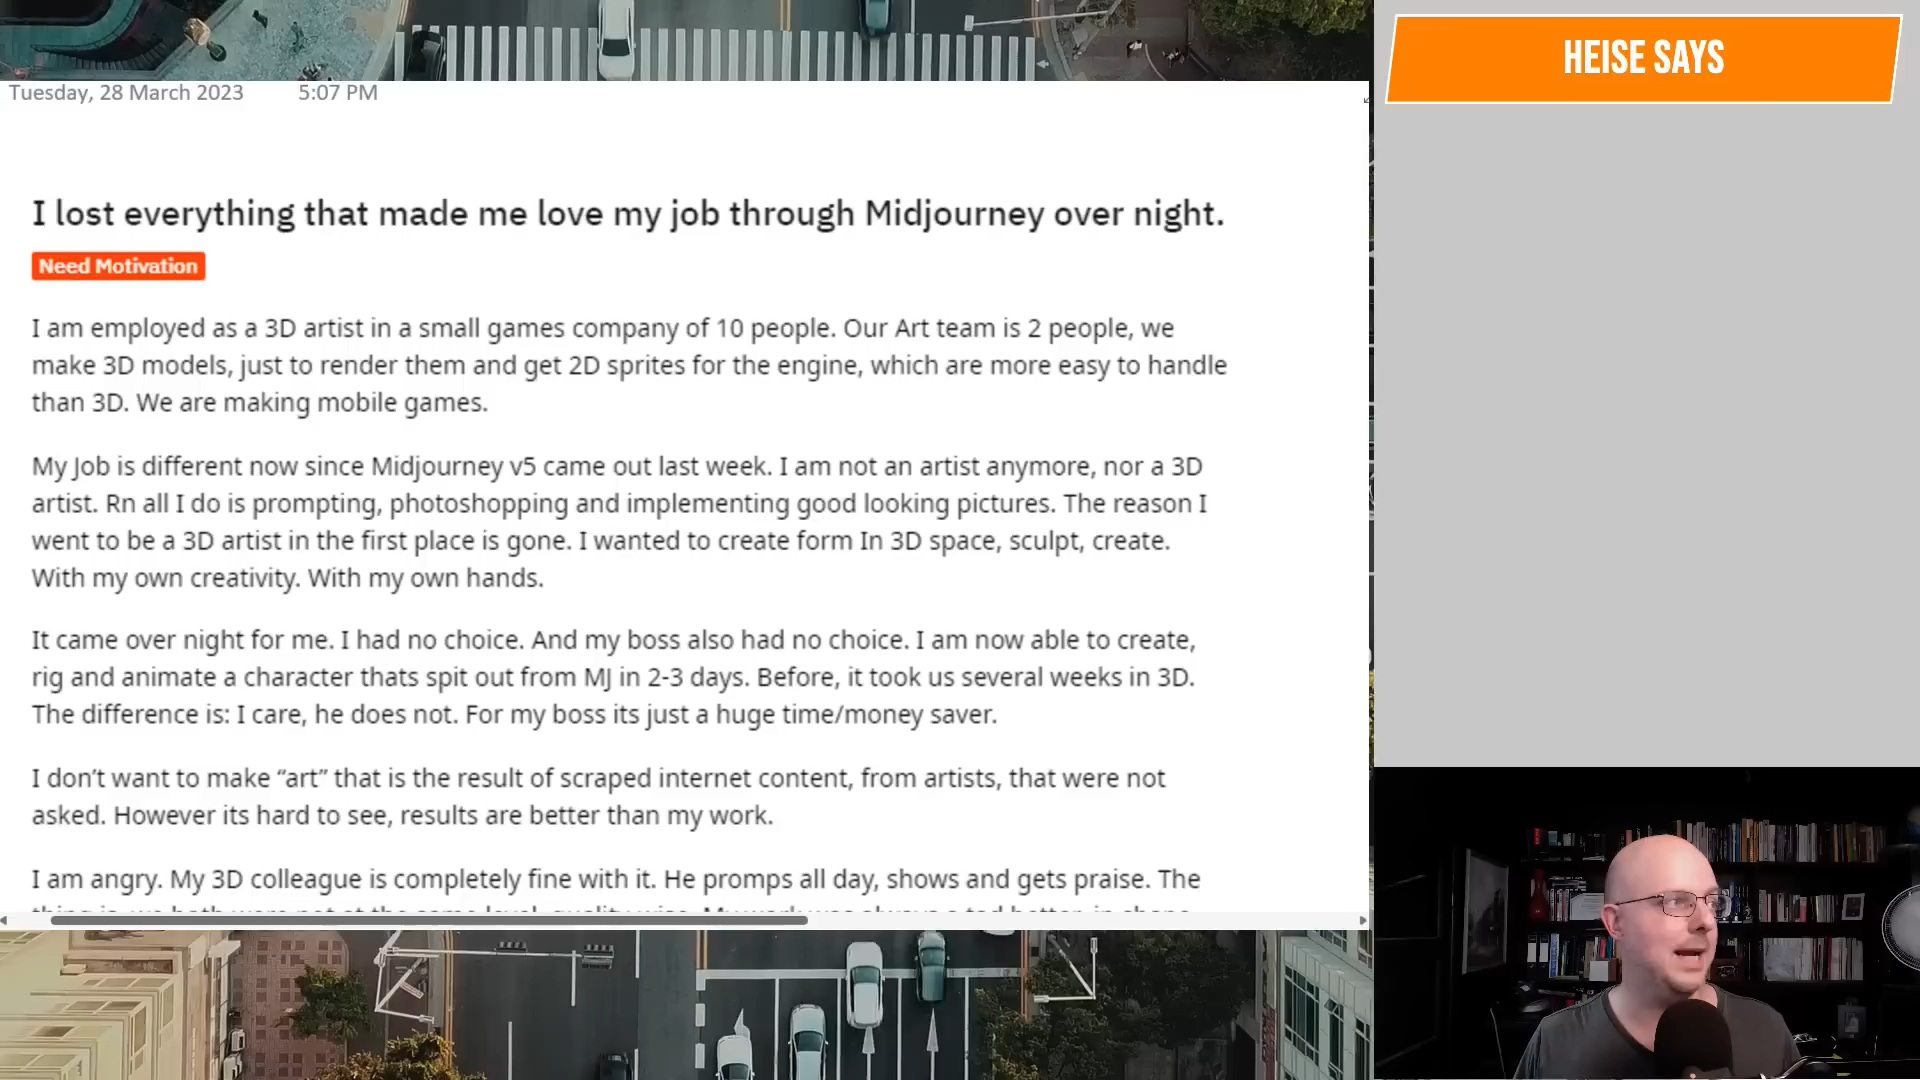 HEISE SAYS
Tuesday, 28 March 2023 5:07 PM
I lost everything that made me love my job through Midjourney over night.
Need Motivation
I am employed as a 3D artist in a small games company of 10 people. Our Art team is 2 people, we
make 3D models, just to render them and get 2D sprites for the engine, which are more easy to handle
than 3D. We are making mobile games.
My Job is different now since Midjourney v5 came out last week. I am not an artist anymore, nor a 3D
artist. Rn all I do is prompting, photoshopping and implementing good looking pictures. The reason I
went to be a 3D artist in the first place is gone. I wanted to create form In 3D space, sculpt, create.
With my own creativity. With my own hands.
It came over night for me. I had no choice. And my boss also had no choice. I am now able to create,
rig and animate a character thats spit out from MJ in 2-3 days. Before, it took us several weeks in 3D.
The difference is: I care, he does not. For my boss its just a huge time/money saver.
I don’t want to make “art” that is the result of scraped internet content, from artists, that were not
asked. However its hard to see, results are better than my work.
I am angry. My 3D colleague is completely fine with it. He promps all day, shows and gets praise. The